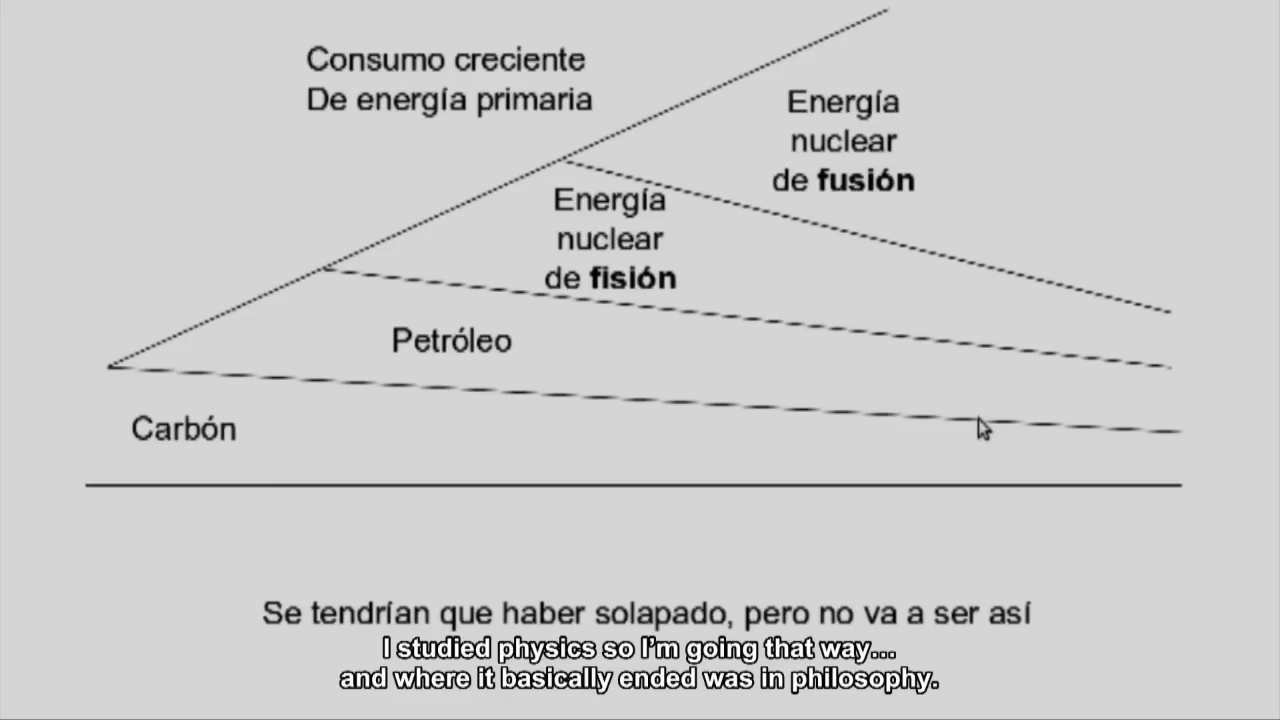 Consumo creciente
De energía primaria
Energía
nuclear
de fusión
Energía
nuclear
de fisión
Petróleo
Carbón
Se tendrían que haber solapado, pero no va a ser así
I studied physics so I'm going that way...
and where it basically ended was in philosophy.